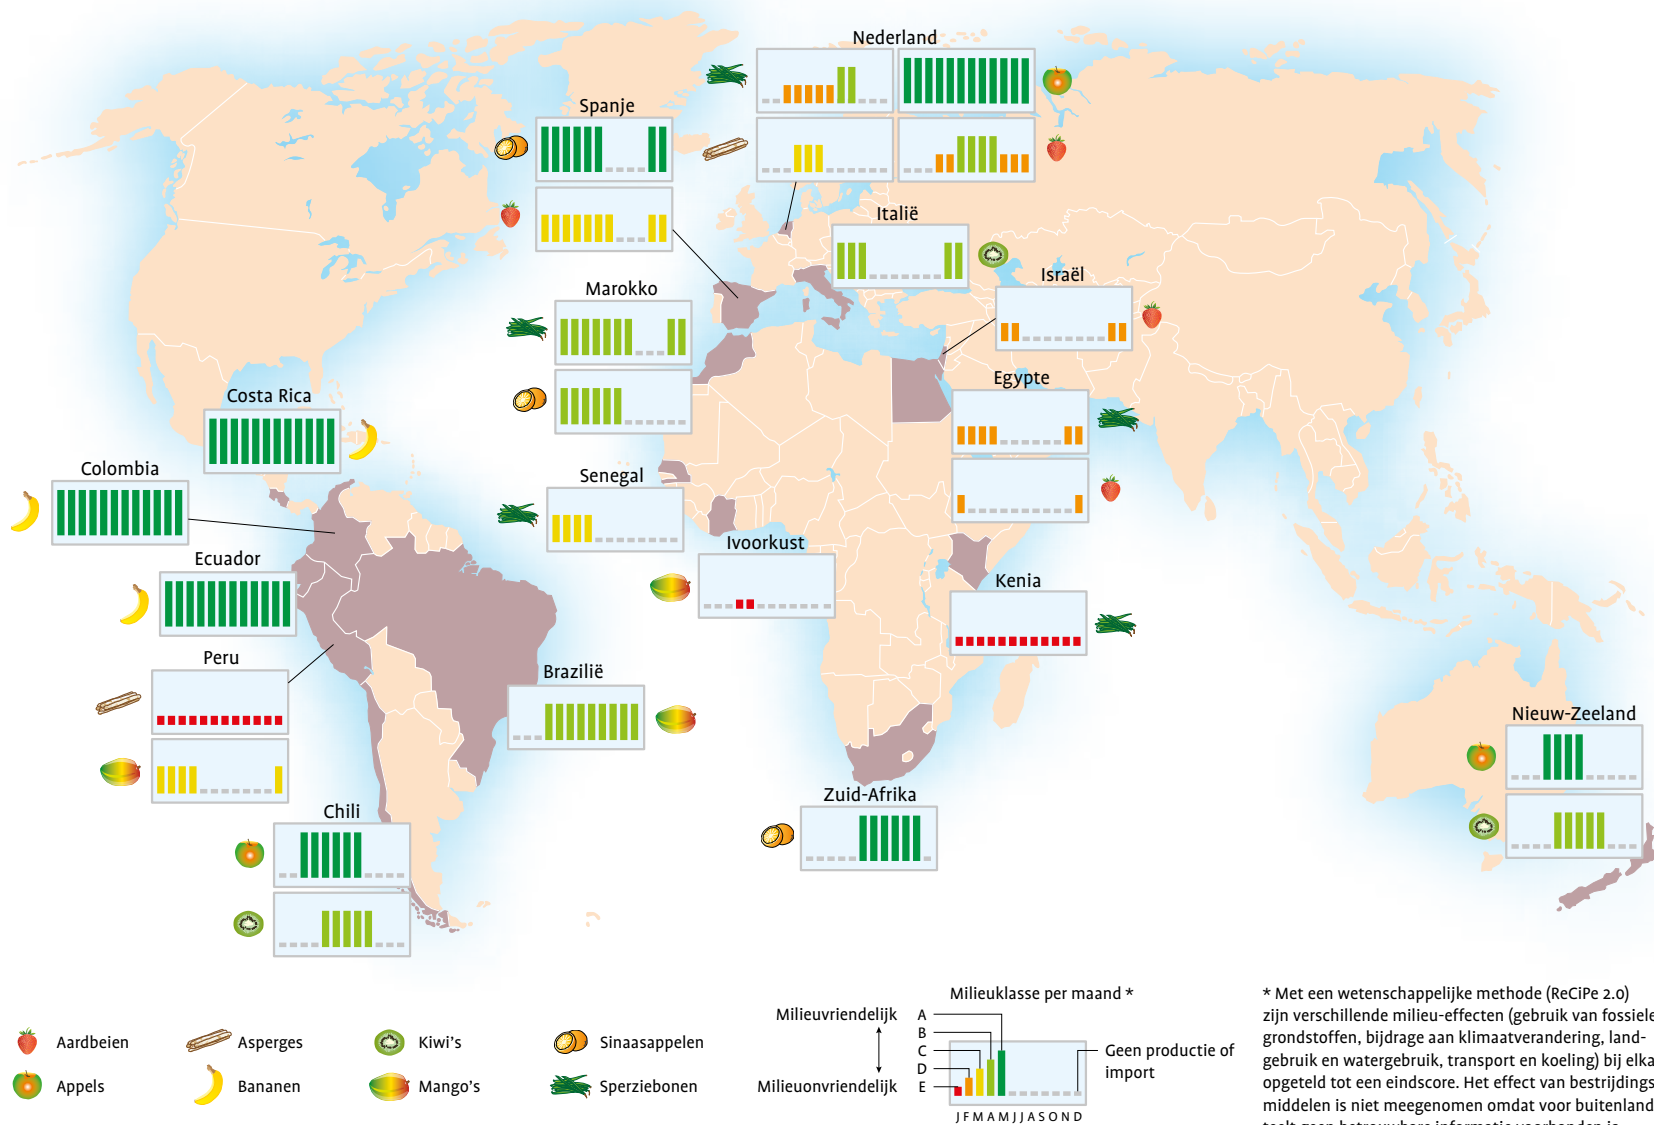 Nederland
Spanje
Italië
Israël
Marokko
Egypte
Costa Rica
Colombia
Senegal
Ivoorkust
Ecuador
Kenia
Peru
Brazilië
Nieuw-Zeeland
Zuid-Afrika
Chili
Aardbeien
Asperges
Kiwi's
Sinaasappelen
Appels
Bananen
Mango's
Sperziebonen
Milieuklasse per maand *
Milieuvriendelijk
A
B
C
D
E
Milieuonvriendelijk
Geen productie of
import
J F M A M J J A S O N D
* Met een wetenschappelijke methode (ReCiPe 2.0)
zijn verschillende milieu-effecten (gebruik van fossiele
grondstoffen, bijdrage aan klimaatverandering, land-
gebruik en watergebruik, transport en koeling) bij elka
opgeteld tot een eindscore. Het effect van bestrijdings
middelen is niet meegenomen omdat voor buitenland